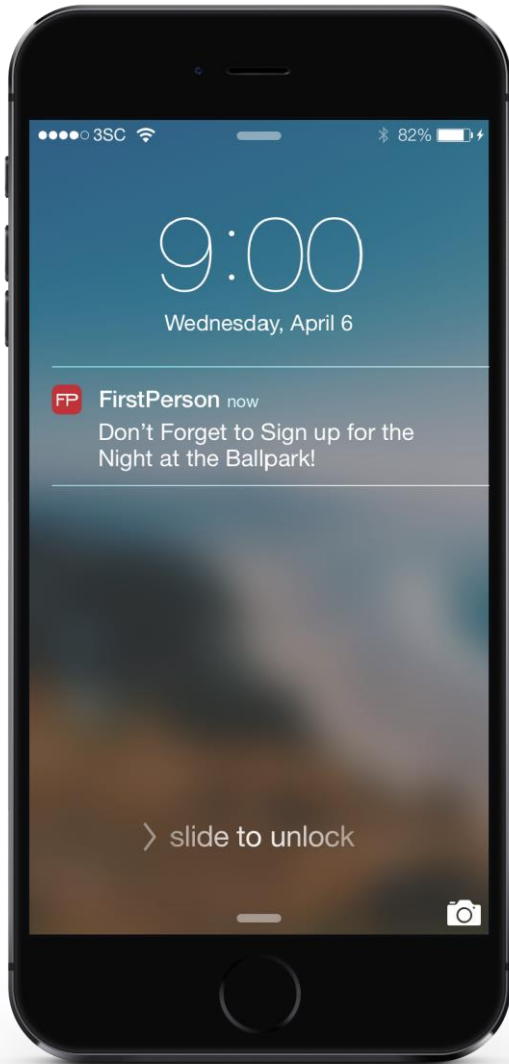 3SC 82%
9:00
Wednesday, April 6
FP FirstPerson now
Don’t Forget to Sign up for the
Night at the Ballpark!
slide to unlock